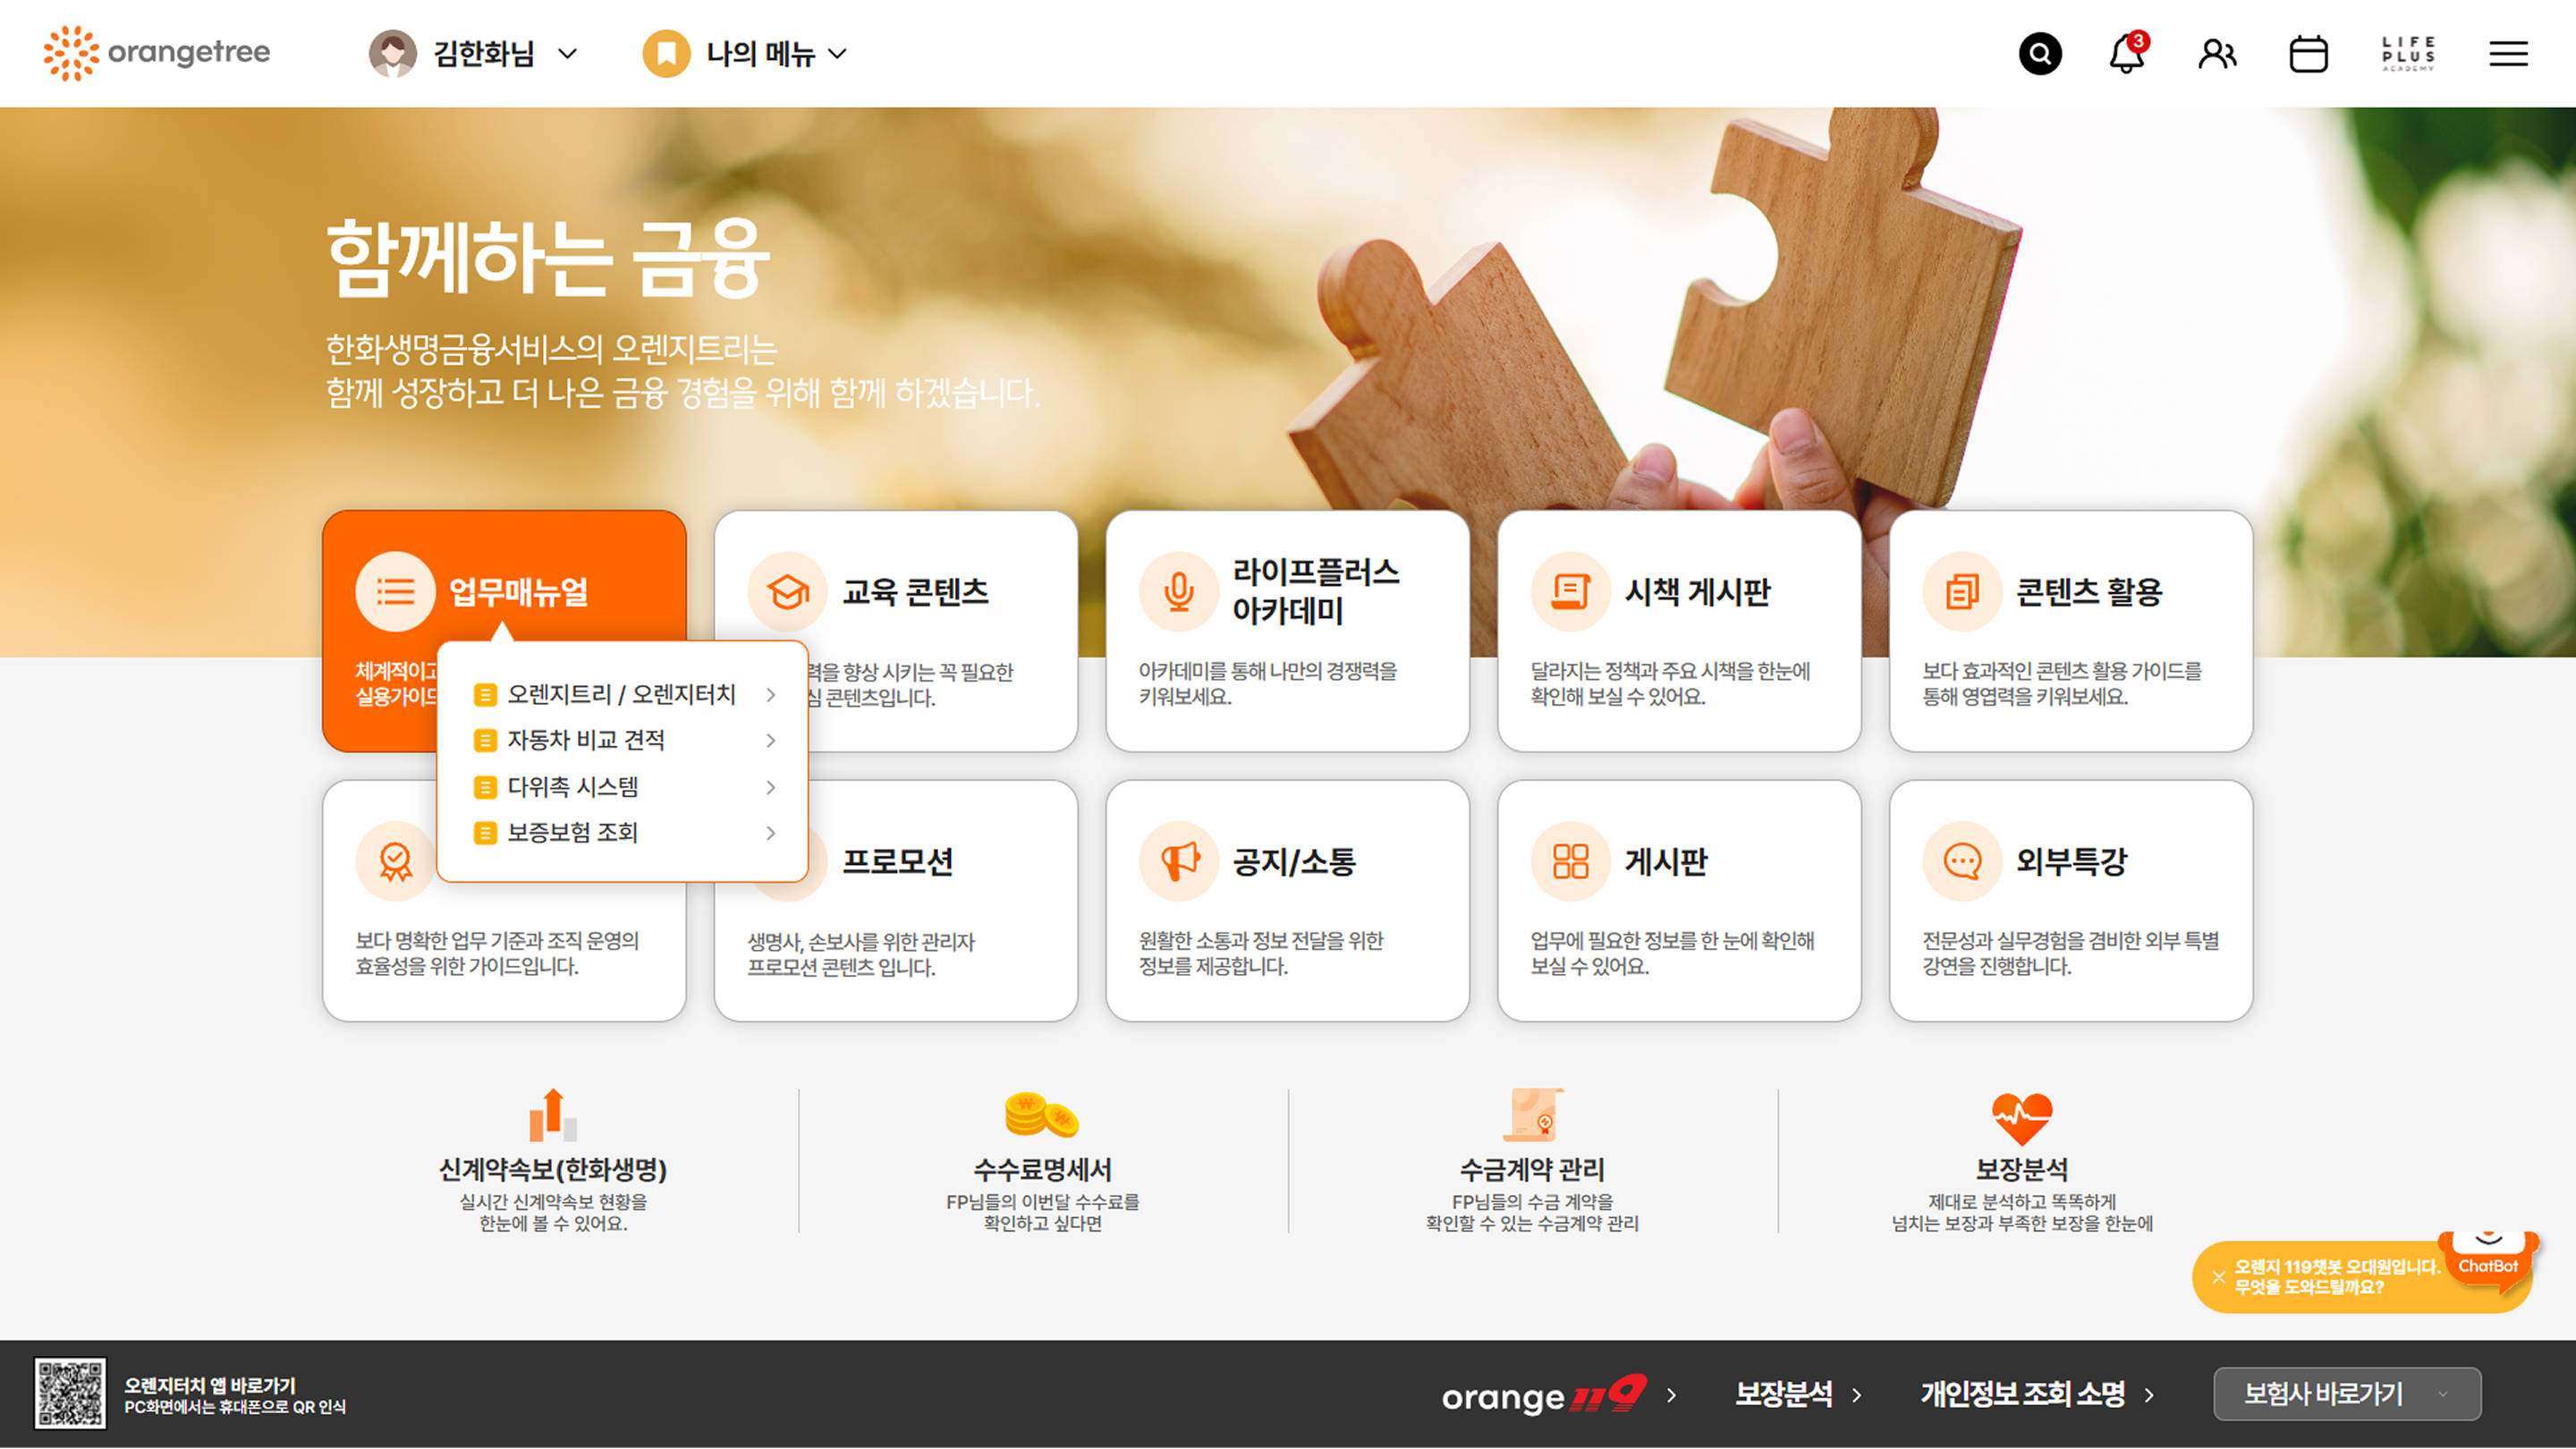 orangetree
김한화님
나의 메뉴
3
LIFE
PLUS
ACADEMY
함께하는 금융
한화생명금융서비스의 오렌지트리는
함께 성장하고 더 나은 금융 경험을 위해 함께 하겠습니다.
업무매뉴얼
체계적이고
실용가이드
오렌지트리 / 오렌지터치
자동차 비교 견적
다위촉 시스템
보증보험 조회
교육 콘텐츠
력을 향상 시키는 꼭 필요한
심 콘텐츠입니다.
라이프플러스
아카데미
아카데미를 통해 나만의 경쟁력을
키워보세요.
시책 게시판
달라지는 정책과 주요 시책을 한눈에
확인해 보실 수 있어요.
콘텐츠 활용
보다 효과적인 콘텐츠 활용 가이드를
통해 영엽력을 키워보세요.
보다 명확한 업무 기준과 조직 운영의
효율성을 위한 가이드입니다.
프로모션
생명사, 손보사를 위한 관리자
프로모션 콘텐츠 입니다.
공지/소통
원활한 소통과 정보 전달을 위한
정보를 제공합니다.
게시판
업무에 필요한 정보를 한 눈에 확인해
보실 수 있어요.
외부특강
전문성과 실무경험을 겸비한 외부 특별
강연을 진행합니다.
신계약속보(한화생명)
실시간 신계약속보 현황을
한눈에 볼 수 있어요.
수수료명세서
FP님들의 이번달 수수료를
확인하고 싶다면
수금계약 관리
FP님들의 수금 계약을
확인할 수 있는 수금계약 관리
보장분석
제대로 분석하고 똑똑하게
넘치는 보장과 부족한 보장을 한눈에
오렌지 119챗봇 오대원입니다.
무엇을 도와드릴까요?
ChatBot
오렌지터치 앱 바로가기
PC화면에서는 휴대폰으로 QR 인식
orange 119
보장분석
개인정보 조회 소명
보험사 바로가기